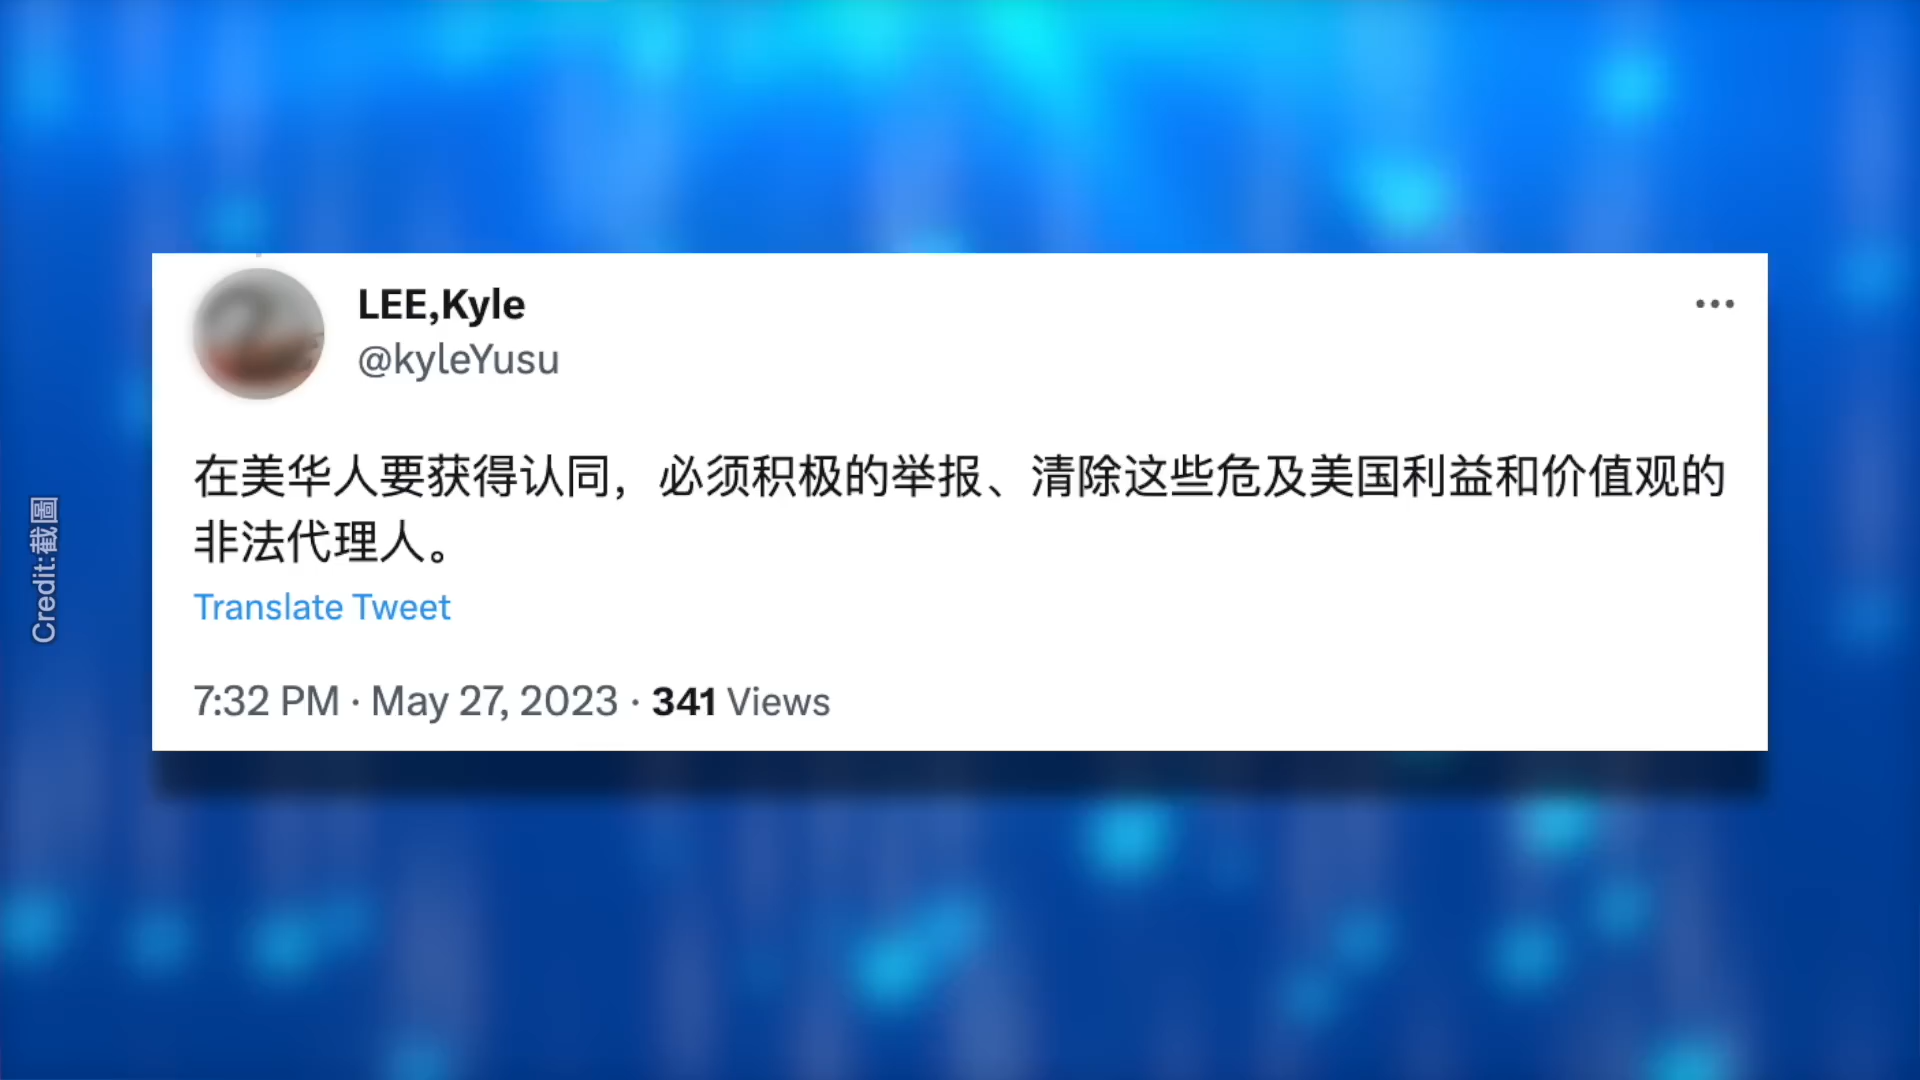 LEE,Kyle
@kyleYusu
在美华人要获得认同，必须积极的举报、清除这些危及美国利益和价值观的
非法代理人。
Translate Tweet
7:32 PM · May 27, 2023 · 341 Views
Credit:截圖